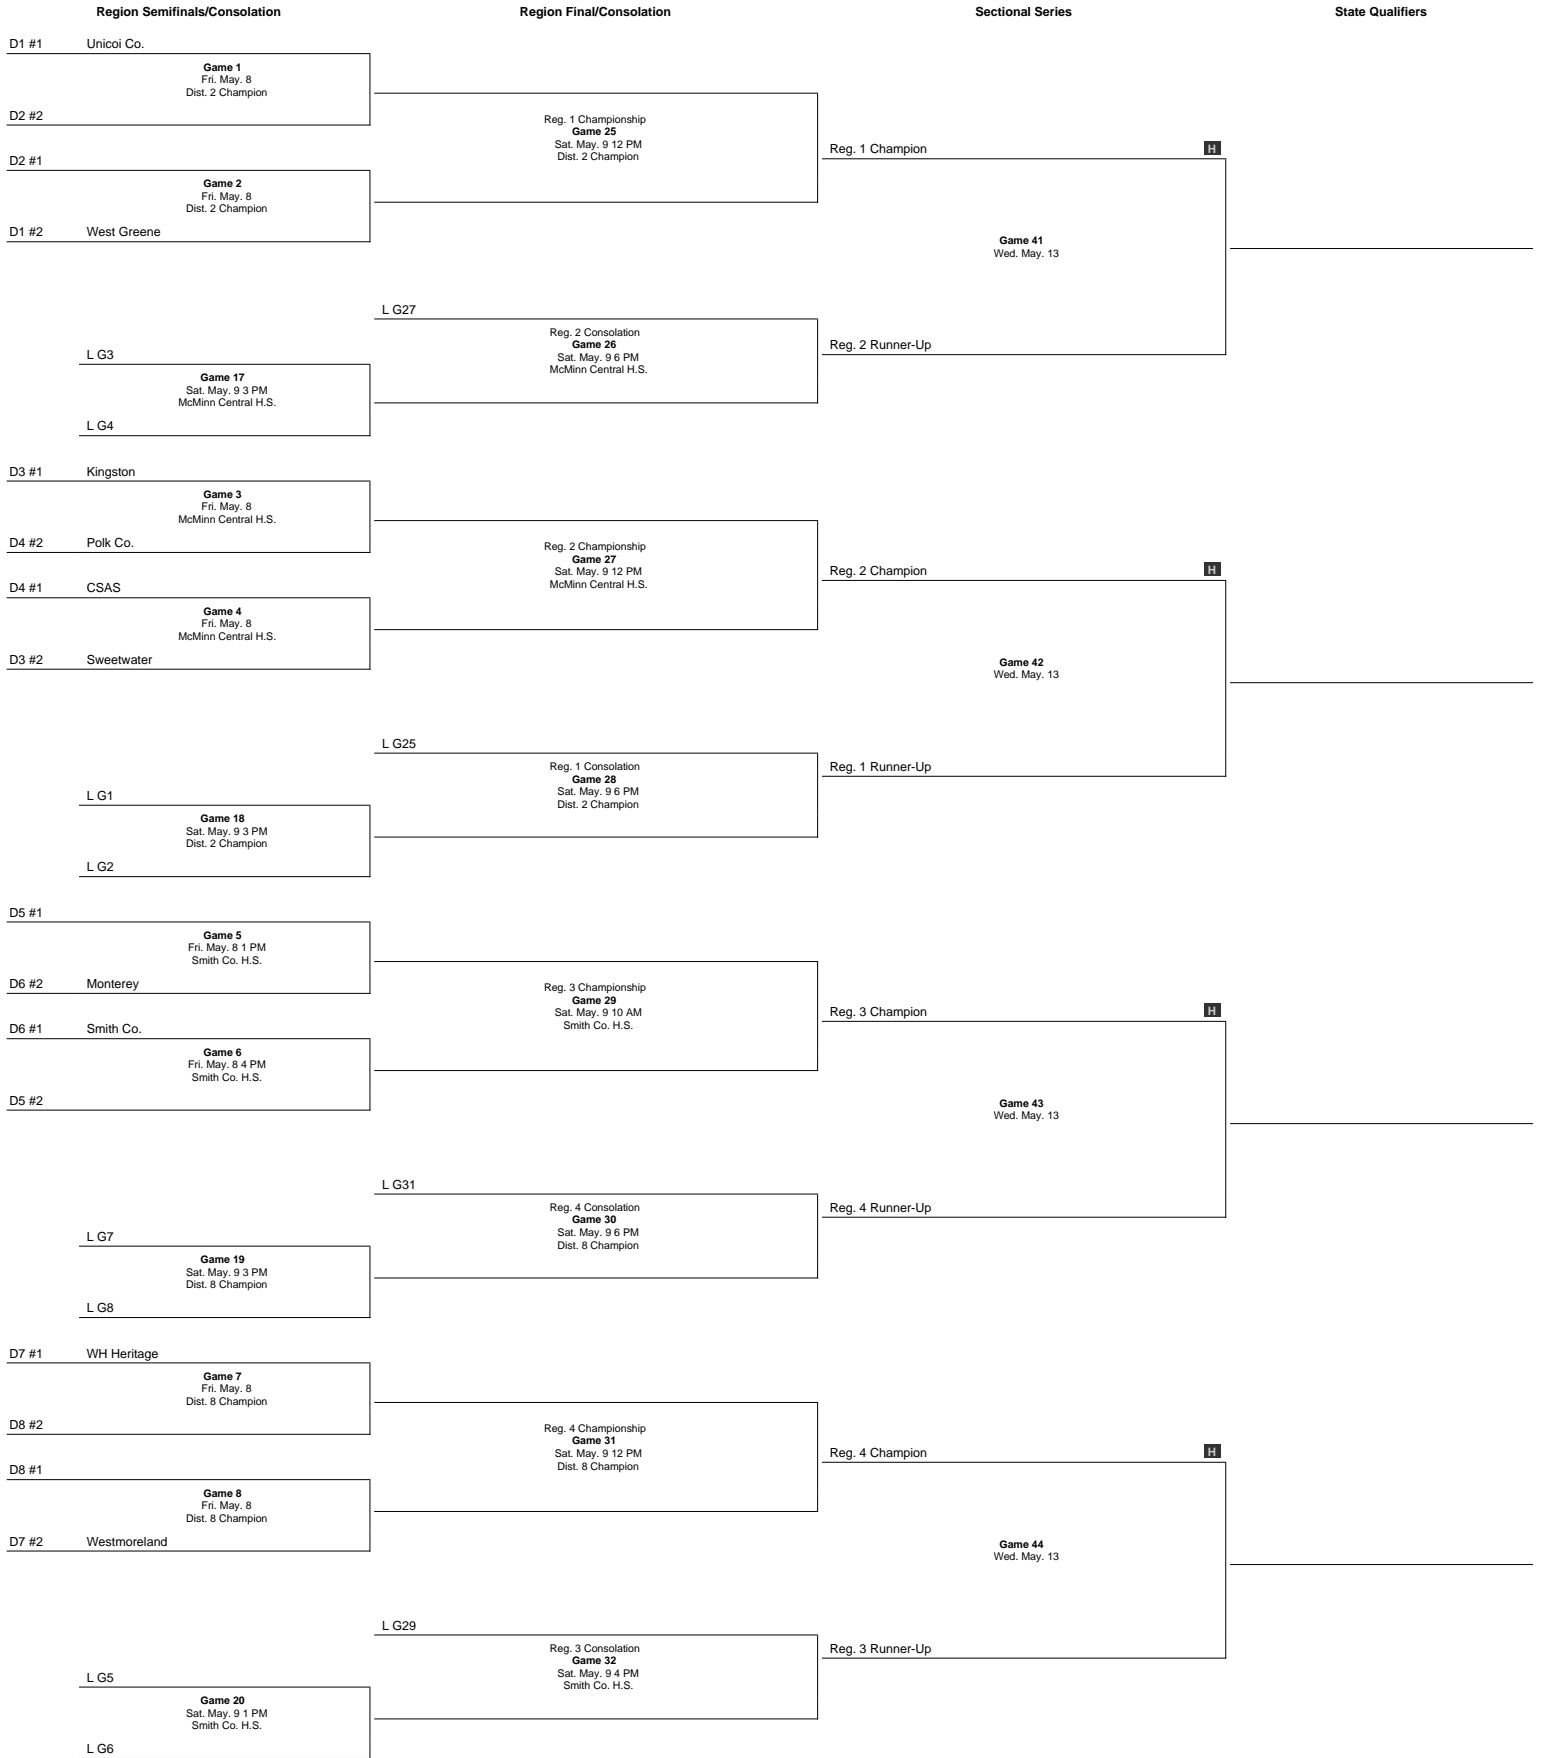 Region Semifinals/Consolation
Region Final/Consolation
Sectional Series
State Qualifiers
D1 #1 Unicoi Co.
Game 1
Fri. May. 8
Dist. 2 Champion
D2 #2
D2 #1
Game 2
Fri. May. 8
Dist. 2 Champion
D1 #2 West Greene
Reg. 1 Championship
Game 25
Sat. May. 9 12 PM
Dist. 2 Champion
Reg. 1 Champion H
Game 41
Wed. May. 13
L G27
Reg. 2 Consolation
Game 26
Sat. May. 9 6 PM
McMinn Central H.S.
Reg. 2 Runner-Up
L G3
Game 17
Sat. May. 9 3 PM
McMinn Central H.S.
L G4
D3 #1 Kingston
Game 3
Fri. May. 8
McMinn Central H.S.
D4 #2 Polk Co.
D4 #1 CSAS
Game 4
Fri. May. 8
McMinn Central H.S.
D3 #2 Sweetwater
Reg. 2 Championship
Game 27
Sat. May. 9 12 PM
McMinn Central H.S.
Reg. 2 Champion H
Game 42
Wed. May. 13
L G25
Reg. 1 Consolation
Game 28
Sat. May. 9 6 PM
Dist. 2 Champion
Reg. 1 Runner-Up
L G1
Game 18
Sat. May. 9 3 PM
Dist. 2 Champion
L G2
D5 #1
Game 5
Fri. May. 8 1 PM
Smith Co. H.S.
D6 #2 Monterey
D6 #1 Smith Co.
Game 6
Fri. May. 8 4 PM
Smith Co. H.S.
D5 #2
Reg. 3 Championship
Game 29
Sat. May. 9 10 AM
Smith Co. H.S.
Reg. 3 Champion H
Game 43
Wed. May. 13
L G31
Reg. 4 Consolation
Game 30
Sat. May. 9 6 PM
Dist. 8 Champion
Reg. 4 Runner-Up
L G7
Game 19
Sat. May. 9 3 PM
Dist. 8 Champion
L G8
D7 #1 WH Heritage
Game 7
Fri. May. 8
Dist. 8 Champion
D8 #2
D8 #1
Game 8
Fri. May. 8
Dist. 8 Champion
D7 #2 Westmoreland
Reg. 4 Championship
Game 31
Sat. May. 9 12 PM
Dist. 8 Champion
Reg. 4 Champion H
Game 44
Wed. May. 13
L G29
Reg. 3 Consolation
Game 32
Sat. May. 9 4 PM
Smith Co. H.S.
Reg. 3 Runner-Up
L G5
Game 20
Sat. May. 9 1 PM
Smith Co. H.S.
L G6